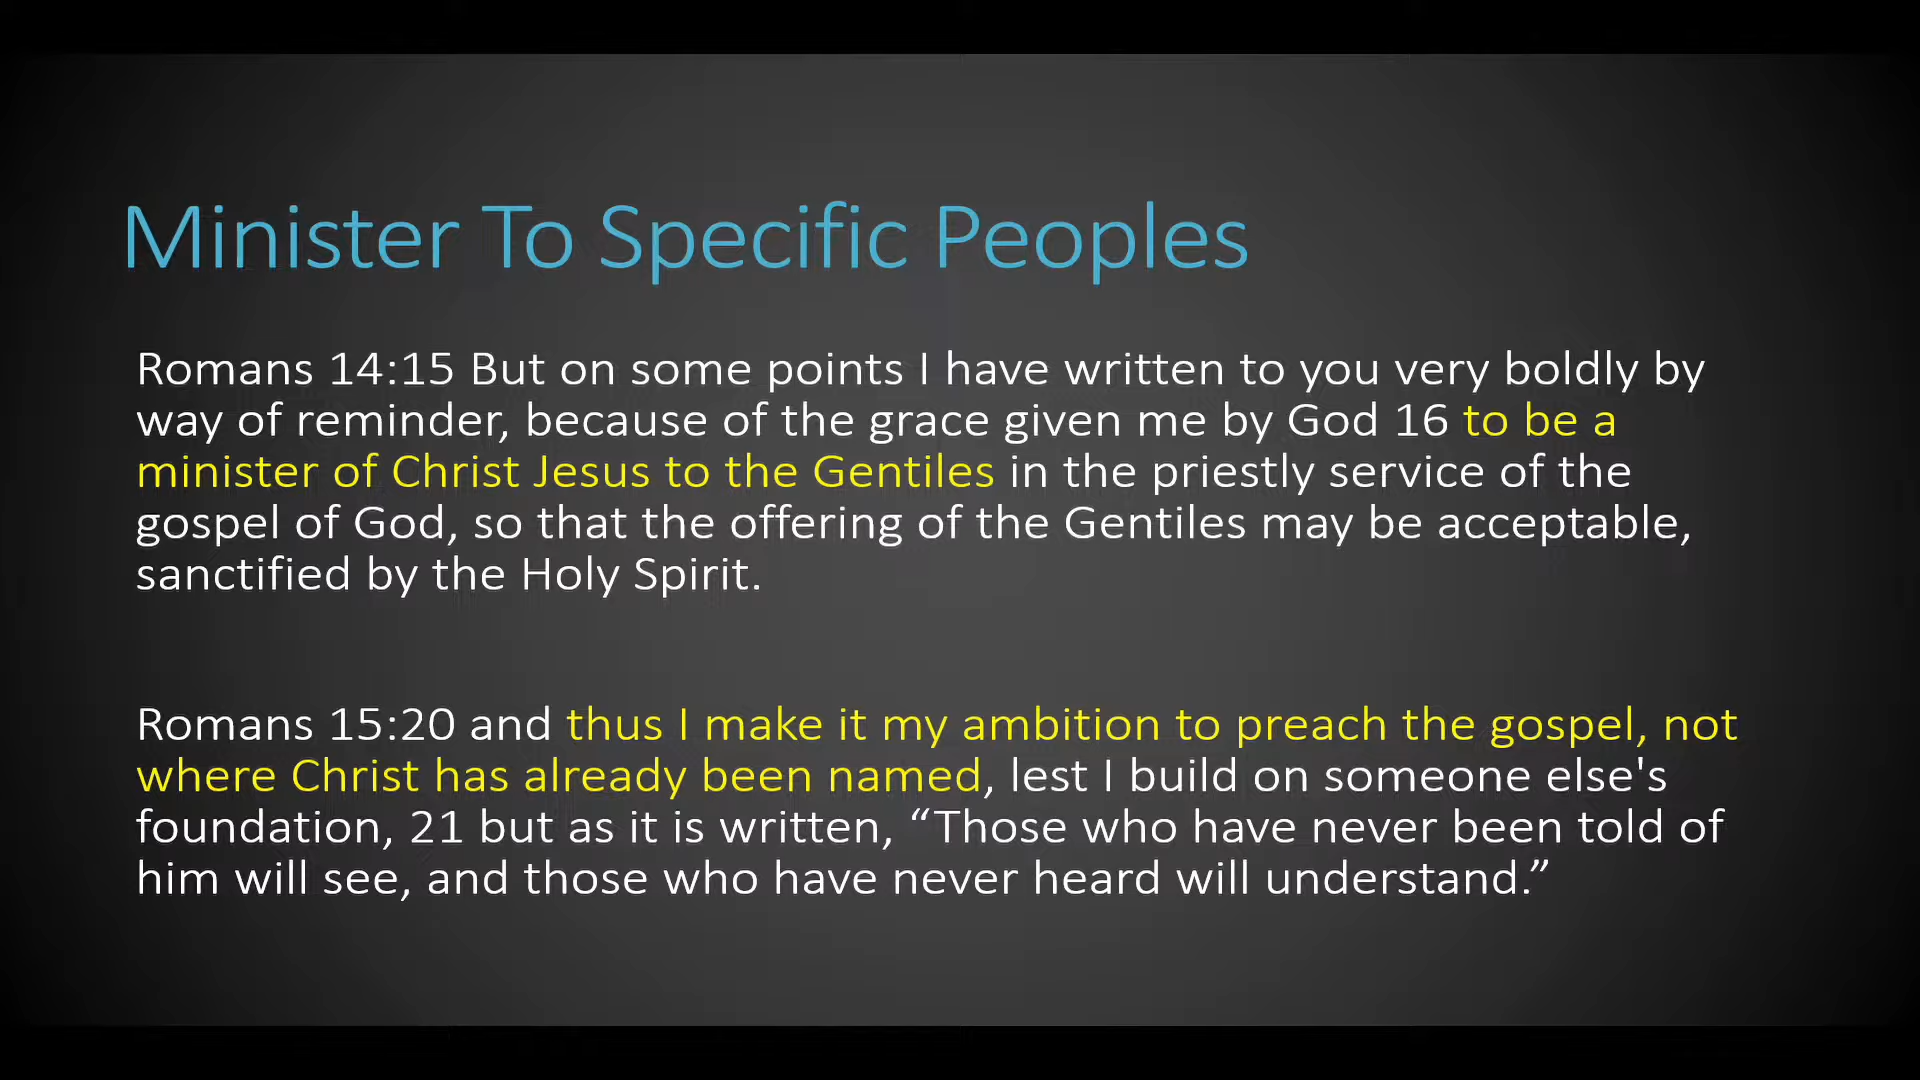 Minister To Specific Peoples
Romans 14:15 But on some points I have written to you very boldly by
way of reminder, because of the grace given me by God 16 to be a
minister of Christ Jesus to the Gentiles in the priestly service of the
gospel of God, so that the offering of the Gentiles may be acceptable,
sanctified by the Holy Spirit.
Romans 15:20 and thus I make it my ambition to preach the gospel, not
where Christ has already been named, lest I build on someone else's
foundation, 21 but as it is written, “Those who have never been told of
him will see, and those who have never heard will understand.”